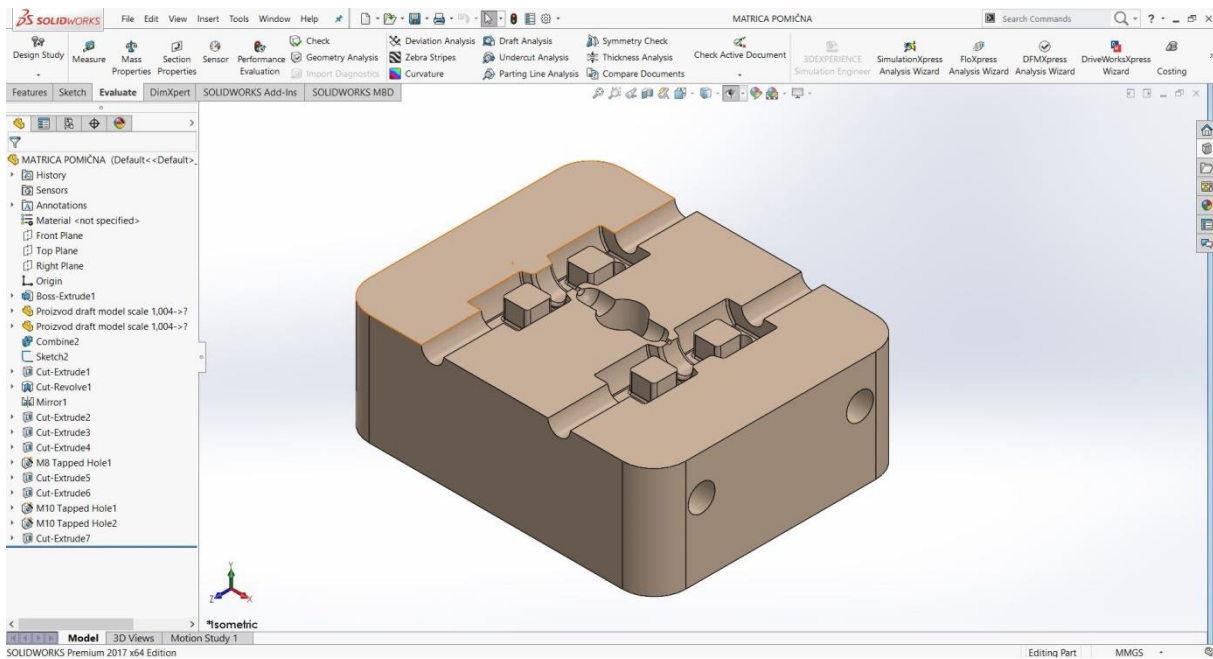 SOLIDWORKS File Edit View Insert Tools Window Help MATRICA POMIČNA Search Commands
Design Study Measure Mass Properties Section Properties Sensor Performance Evaluation Check Geometry Analysis Import Diagnostics Deviation Analysis Zebra Stripes Curvature Draft Analysis Undercut Analysis Parting Line Analysis Symmetry Check Thickness Analysis Compare Documents Check Active Document 3DEXPERIENCE Simulation Engineer SimulationXpress Analysis Wizard FloXpress Analysis Wizard DFMXpress Analysis Wizard DriveWorksXpress Wizard Costing
Features Sketch Evaluate DimXpert SOLIDWORKS Add-Ins SOLIDWORKS MBD
MATRICA POMIČNA (Default<<Default>_
History
Sensors
Annotations
Material <not specified>
Front Plane
Top Plane
Right Plane
Origin
Boss-Extrude1
Proizvod draft model scale 1,004->?
Proizvod draft model scale 1,004->?
Combine2
Sketch2
Cut-Extrude1
Cut-Revolve1
Mirror1
Cut-Extrude2
Cut-Extrude3
Cut-Extrude4
M8 Tapped Hole1
Cut-Extrude5
Cut-Extrude6
M10 Tapped Hole1
M10 Tapped Hole2
Cut-Extrude7
Y
Z X
*Isometric
Model 3D Views Motion Study 1
SOLIDWORKS Premium 2017 x64 Edition Editing Part MMGS